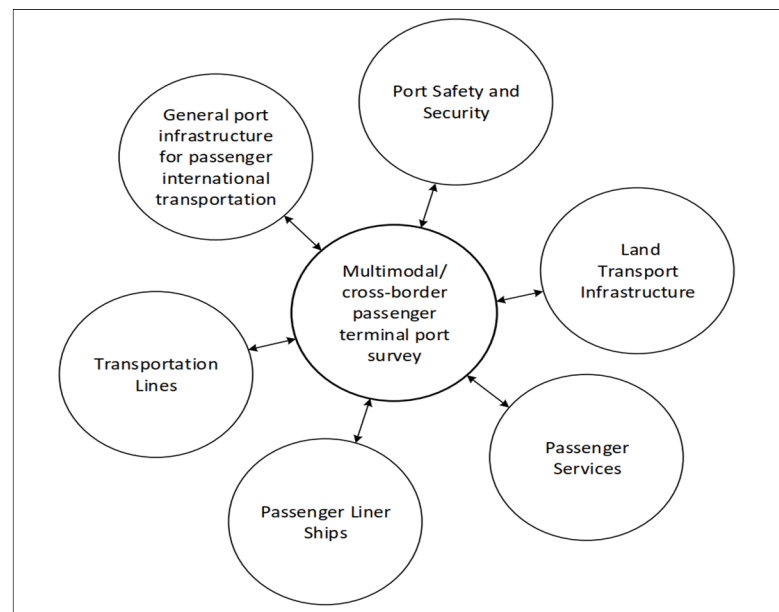 Port Safety and
Security
General port
infrastructure
for passenger
international
transportation
Land
Transport
Infrastructure
Multimodal/
cross-border
passenger
terminal port
survey
Transportation
Lines
Passenger
Services
Passenger Liner
Ships